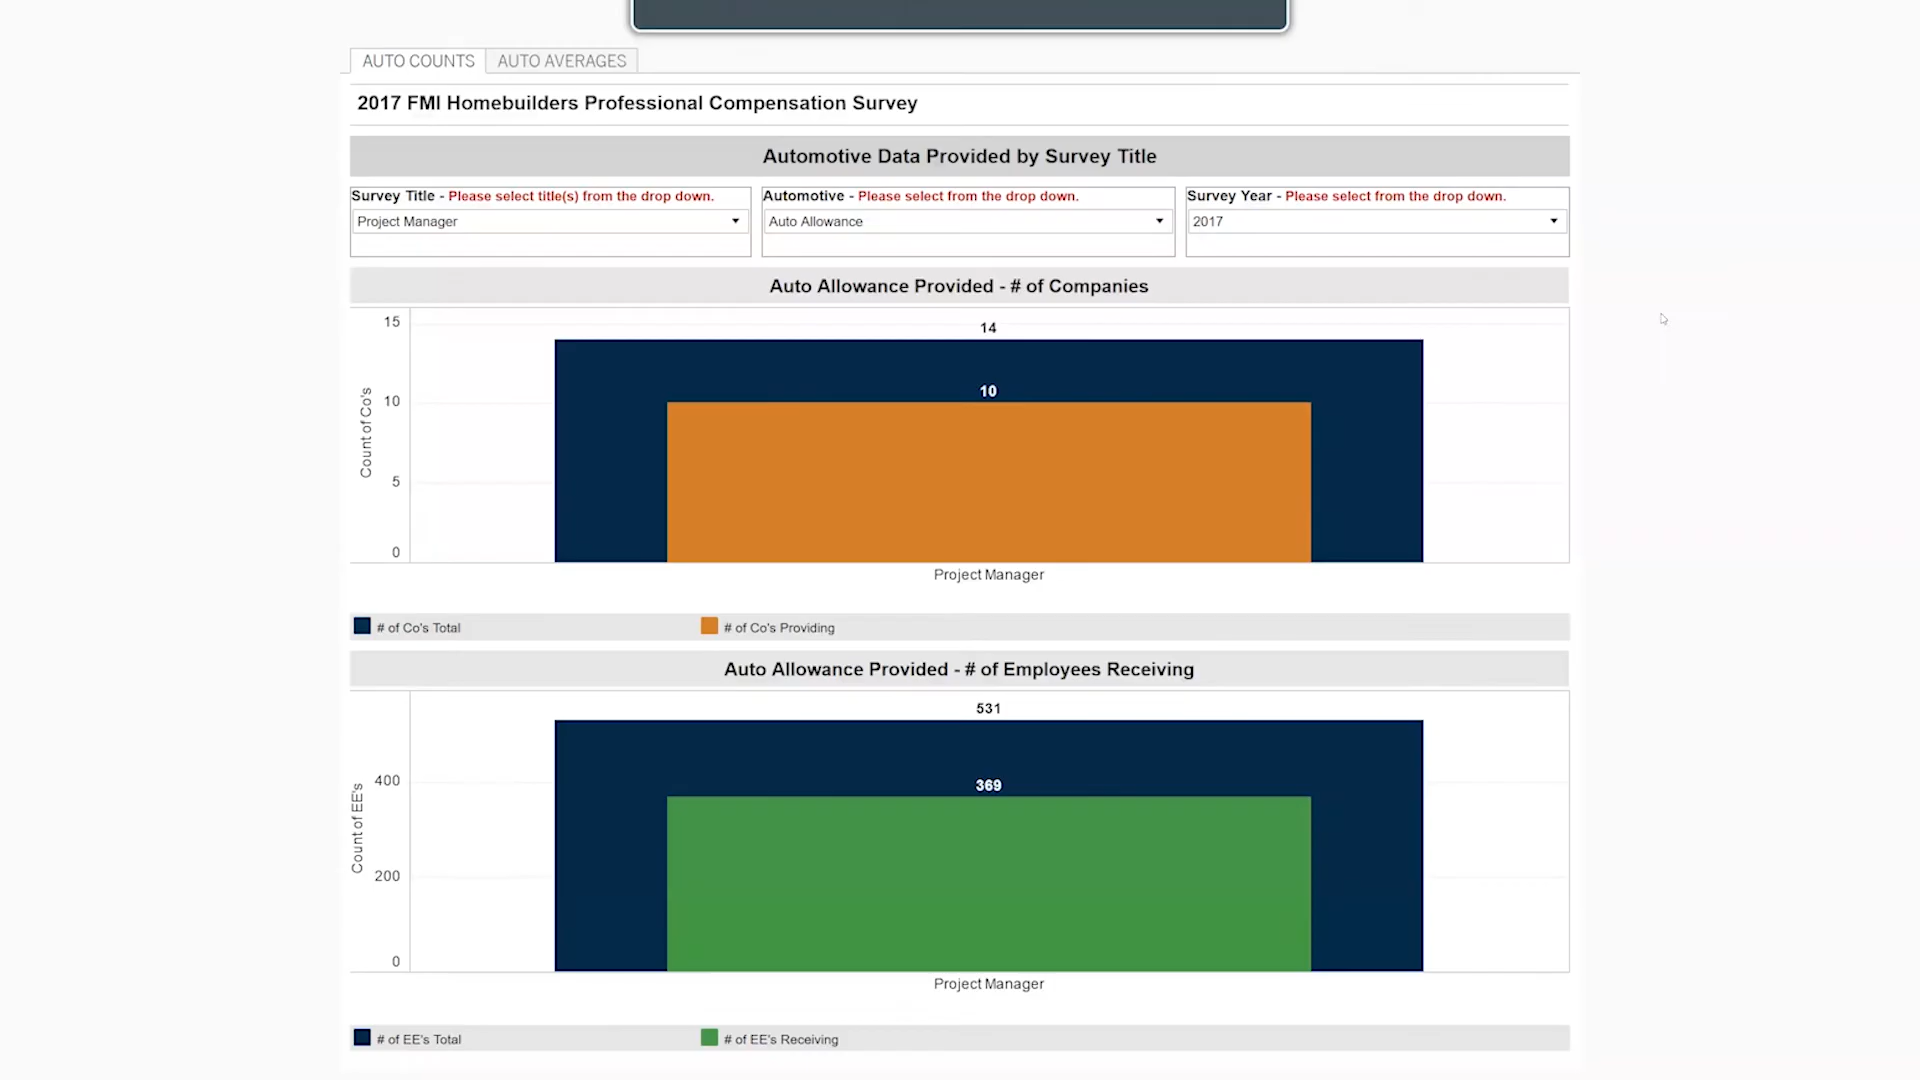 AUTO COUNTS AUTO AVERAGES
2017 FMI Homebuilders Professional Compensation Survey
Automotive Data Provided by Survey Title
Survey Title - Please select title(s) from the drop down. Automotive - Please select from the drop down. Survey Year - Please select from the drop down.
Project Manager Auto Allowance 2017
Auto Allowance Provided - # of Companies
15
14
10
10
Count of Co's
5
0
Project Manager
# of Co's Total # of Co's Providing
Auto Allowance Provided - # of Employees Receiving
531
400
369
Count of EE's
200
0
Project Manager
# of EE's Total # of EE's Receiving